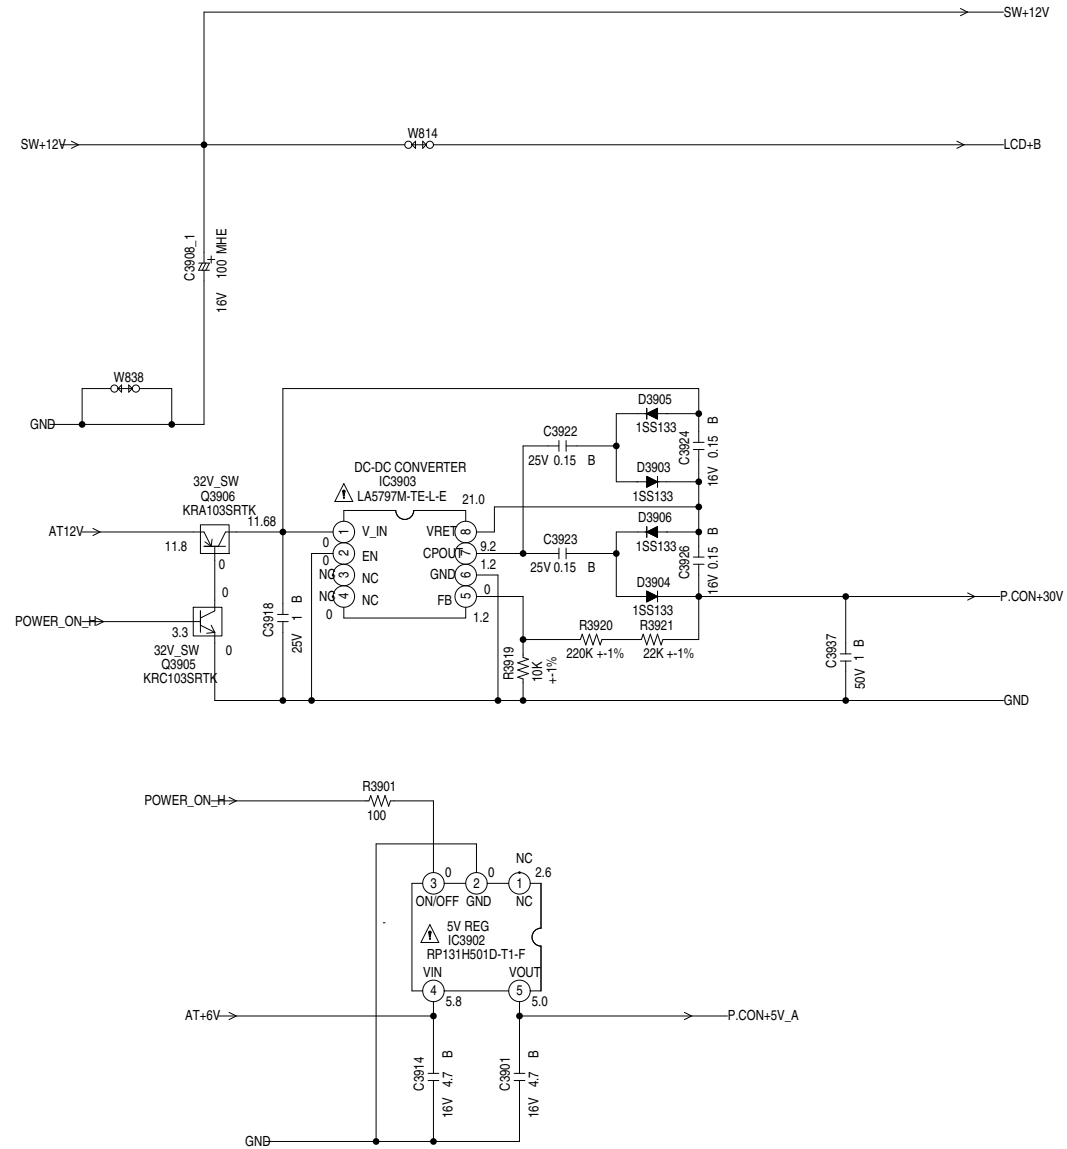 SW+12V
W814
SW+12V
LCD+B
C3908_1
100 MHE
16V
+
W838
GND
D3905
1SS133
C3922
25V 0.15 B
C3924
16V 0.15 B
D3903
1SS133
DC-DC CONVERTER
IC3903
LA5797M-TE-L-E
21.0
32V_SW
Q3906
KRA103SRTK
11.68
AT12V
11.8
0
1
V_IN
VRET
8
0
2
EN
CPOUT
7
9.2
0
NC
3
NC
GND
6
1.2
NC
4
NC
FB
5
0
0
1.2
D3906
1SS133
C3923
25V 0.15 B
C3926
16V 0.15 B
D3904
1SS133
P.CON+30V
0
POWER_ON_H
3.3
32V_SW
Q3905
KRC103SRTK
0
C3918
25V 1 B
R3920
220K +-1%
R3921
22K +-1%
R3919
10K
+-1%
C3937
50V 1 B
GND
R3901
POWER_ON_H
100
NC
0
0
2.6
3
2
1
ON/OFF
GND
NC
5V REG
IC3902
RP131H501D-T1-F
VIN
VOUT
4
5
5.8
5.0
AT+6V
P.CON+5V_A
C3914
16V 4.7 B
C3901
16V 4.7 B
GND